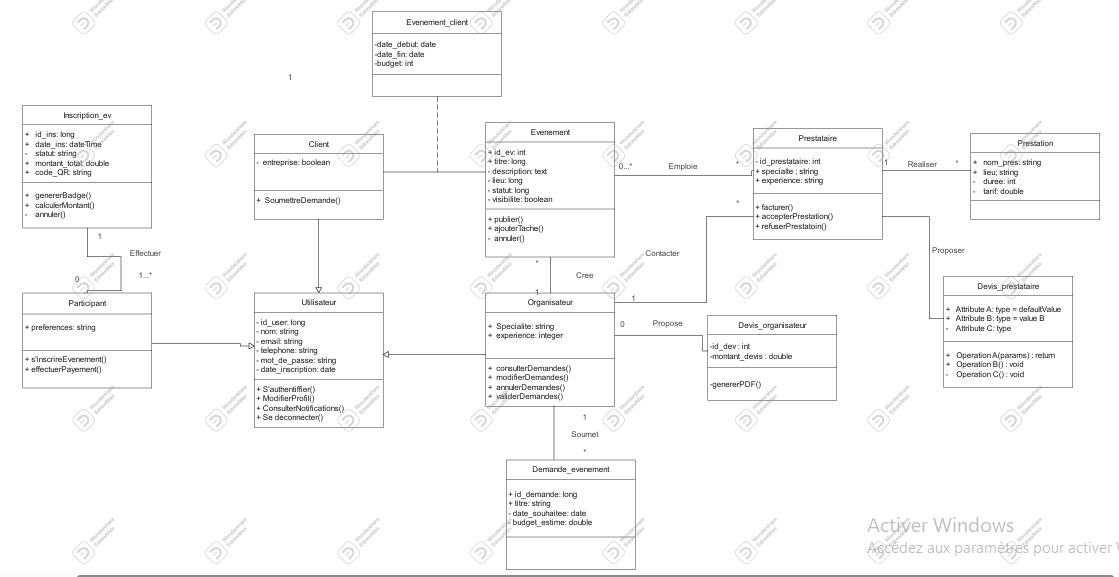 Evenement_client
-date_debut: date
-date_fin: date
-budget: int
1
Inscription_ev
+ id_ins: long
+ date_ins: dateTime
- statut: string
+ montant_total: double
+ code_QR: string
+ genererBadge()
+ calculerMontant()
- annuler()
Client
- entreprise: boolean
+ SoumettreDemande()
Evenement
+ id_ev: int
+ titre: long
- description: text
- lieu: long
- statut: long
- visibilite: boolean
+ publier()
+ ajouterTache()
- annuler()
0...*
Emploie
*
Prestataire
- id_prestataire: int
+ specialte ; string
+ experience: string
+ facturer()
+ accepterPrestation()
+ refuserPrestatoin()
1
Realiser
*
Prestation
+ nom_pres: string
+ lieu; string
- duree: int
- tarif: double
1
Effectuer
0
1...*
*
Cree
1
Contacter
*
1
Proposer
Participant
+ preferences: string
+ s'inscrireEvenement()
+ effectuerPayement()
Utilisateur
- id_user: long
- nom: string
- email: string
- telephone: string
- mot_de_passe: string
- date_inscription: date
+ S'authentiffier()
+ ModifierProfil()
+ ConsulterNotifications()
+ Se deconnecter()
Organisateur
+ Specialite: string
+ experience: integer
+ consulterDemandes()
+ modifierDemandes()
+ annulerDemandes()
+ validerDemandes()
0
Propose
Devis_organisateur
-id_dev : int
-montant_devis : double
-genererPDF()
Devis_prestataire
+ Attribute A: type = defaultValue
+ Attribute B: type = value B
- Attribute C: type
+ Operation A(params) : return
+ Operation B() : void
- Operation C() : void
1
Soumet
*
Demande_evenement
+ id_demande: long
+ titre: string
- date_souhaitee: date
- budget_estime: double
Activer Windows
Accédez aux paramètres pour activer W
Wondershare
EdrawMax